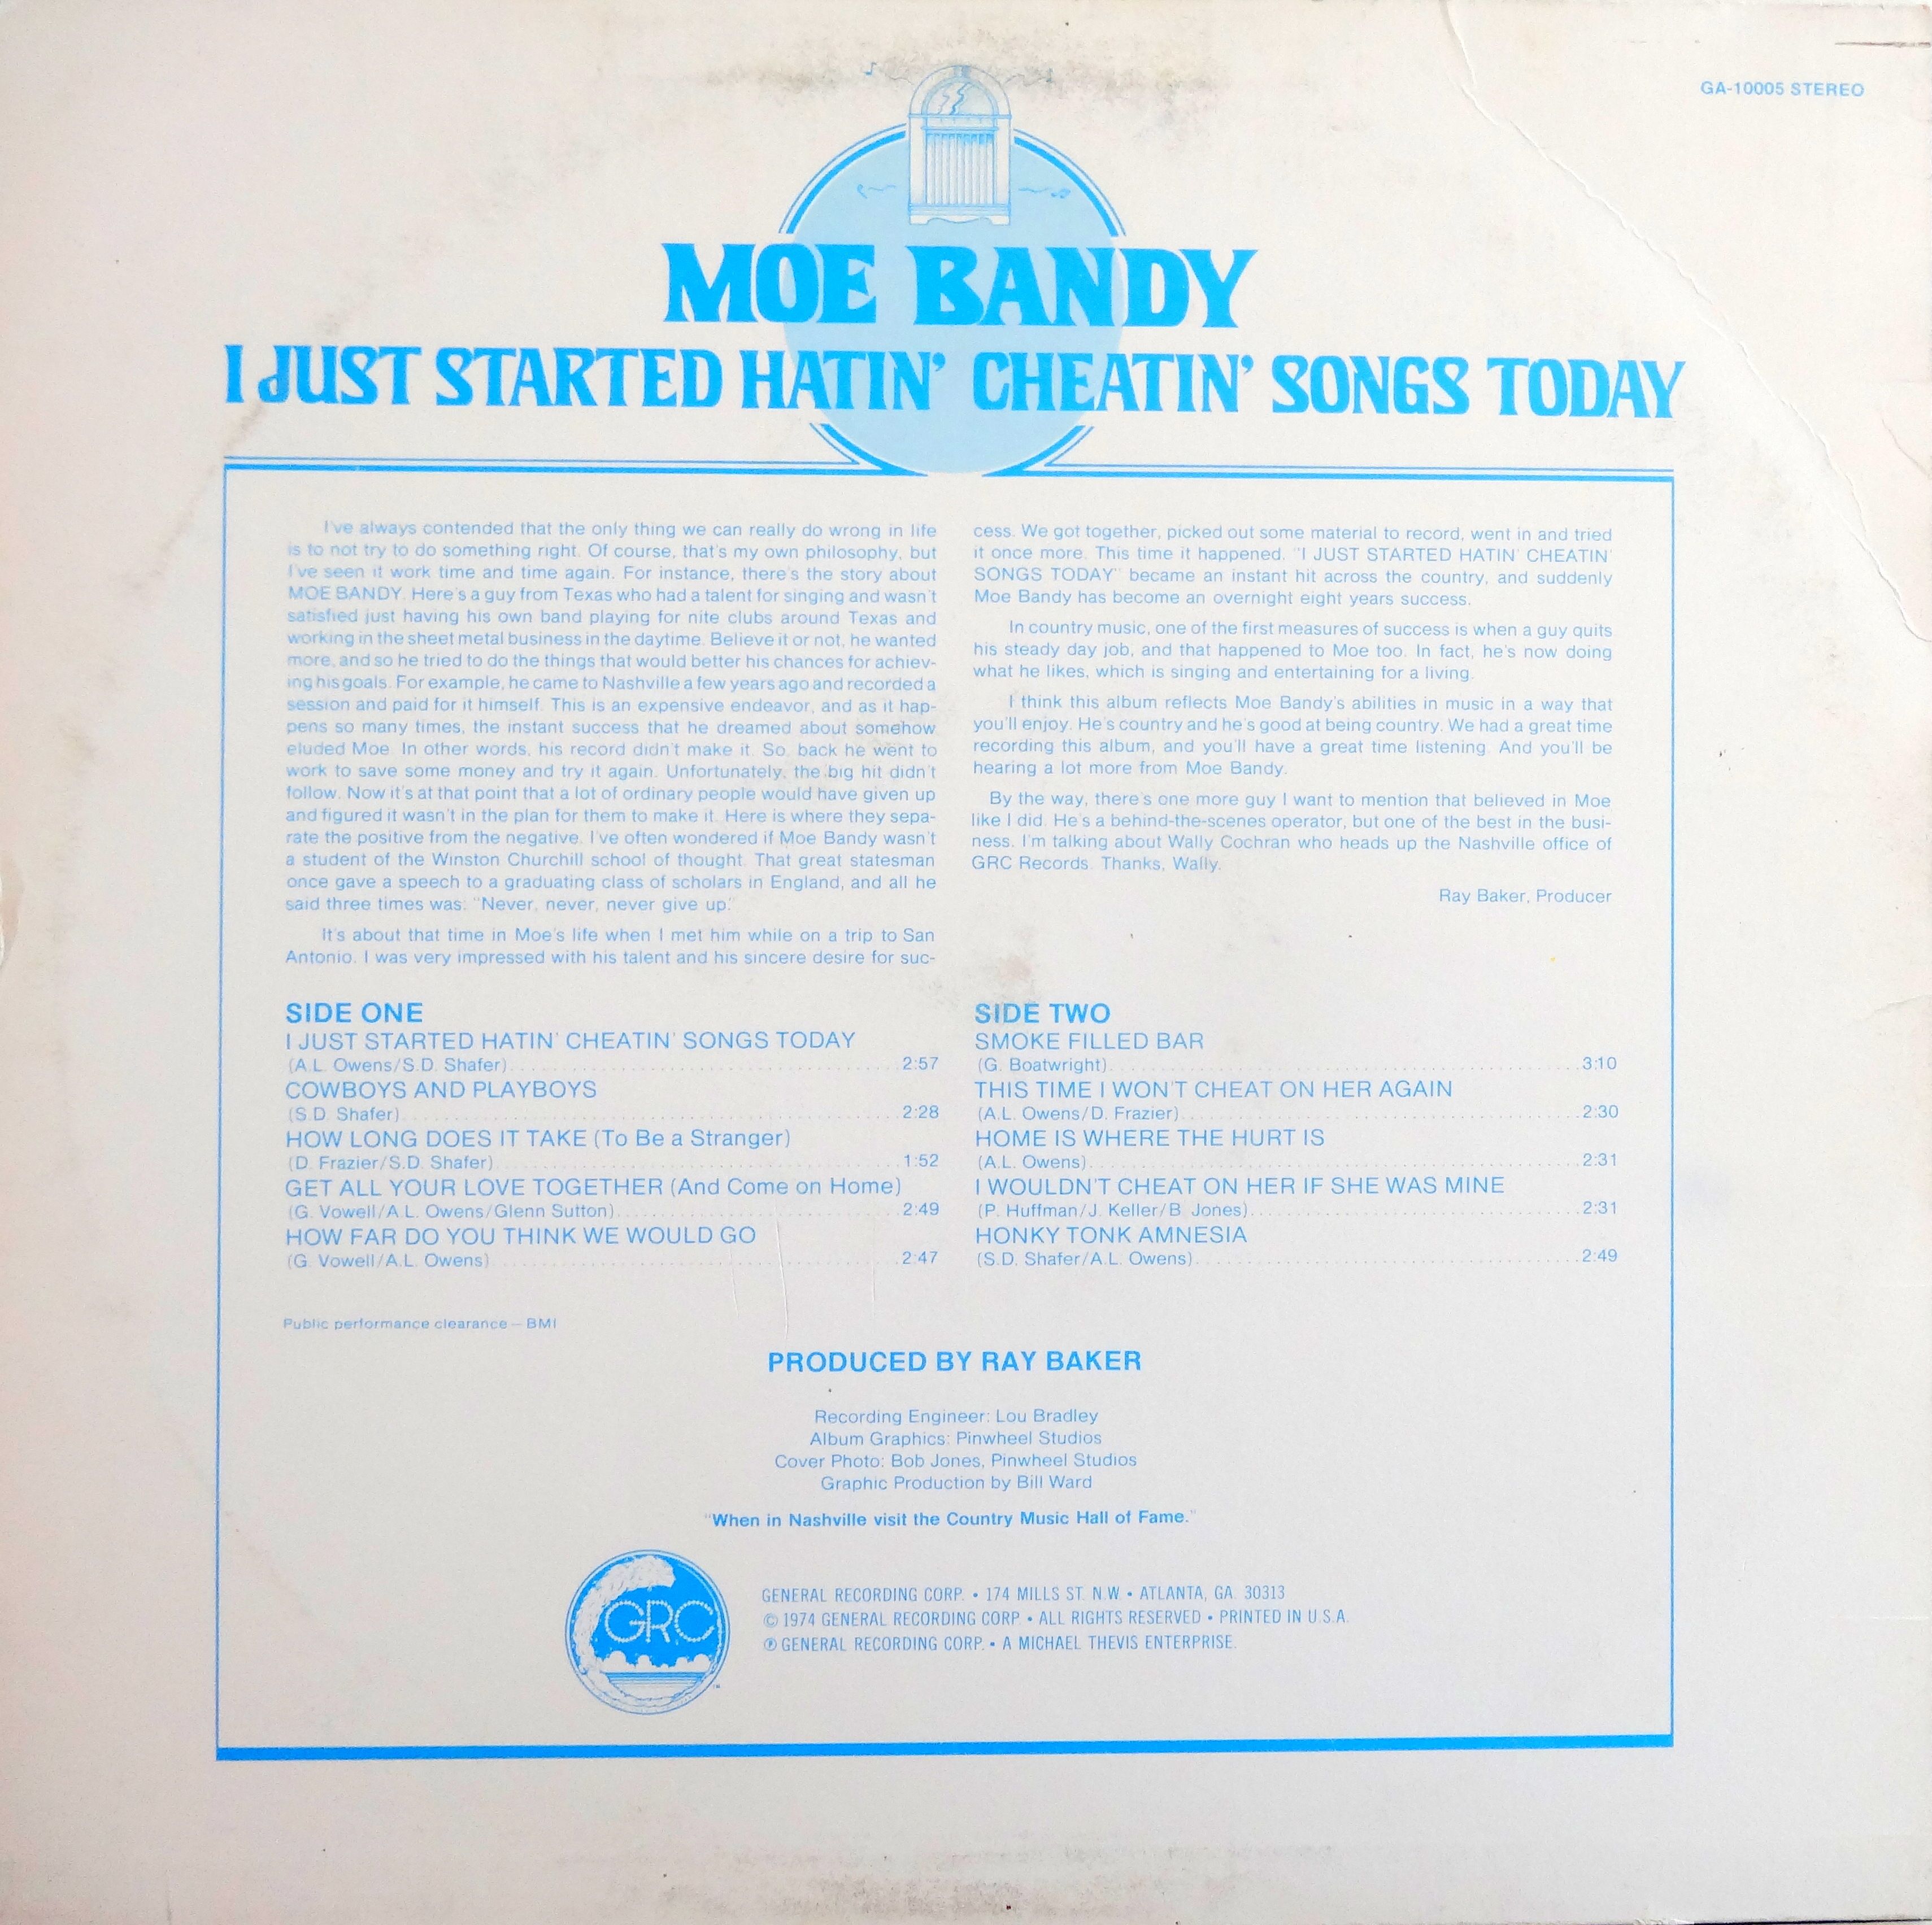 GA-10005 STEREO
MOE BANDY
I JUST STARTED HATIN' CHEATIN' SONGS TODAY
I've always contended that the only thing we can really do wrong in life
is to not try to do something right. Of course, that's my own philosophy, but
I've seen it work time and time again. For instance, there's the story about
MOE BANDY. Here's a guy from Texas who had a talent for singing and wasn't
satisfied just having his own band playing for nite clubs around Texas and
working in the sheet metal business in the daytime. Believe it or not, he wanted
more, and so he tried to do the things that would better his chances for achiev-
ing his goals. For example, he came to Nashville a few years ago and recorded a
session and paid for it himself. This is an expensive endeavor, and as it hap-
pens so many times, the instant success that he dreamed about somehow
eluded Moe. In other words, his record didn't make it. So, back he went to
work to save some money and try it again. Unfortunately, the big hit didn't
follow. Now it's at that point that a lot of ordinary people would have given up
and figured it wasn't in the plan for them to make it. Here is where they sepa-
rate the positive from the negative. I've often wondered if Moe Bandy wasn't
a student of the Winston Churchill school of thought. That great statesman
once gave a speech to a graduating class of scholars in England, and all he
said three times was: "Never, never, never give up."
It's about that time in Moe's life when I met him while on a trip to San
Antonio. I was very impressed with his talent and his sincere desire for suc-
cess. We got together, picked out some material to record, went in and tried
it once more. This time it happened. "I JUST STARTED HATIN' CHEATIN'
SONGS TODAY" became an instant hit across the country, and suddenly
Moe Bandy has become an overnight eight years success.
In country music, one of the first measures of success is when a guy quits
his steady day job, and that happened to Moe too. In fact, he's now doing
what he likes, which is singing and entertaining for a living.
I think this album reflects Moe Bandy's abilities in music in a way that
you'll enjoy. He's country and he's good at being country. We had a great time
recording this album, and you'll have a great time listening. And you'll be
hearing a lot more from Moe Bandy.
By the way, there's one more guy I want to mention that believed in Moe
like I did. He's a behind-the-scenes operator, but one of the best in the busi-
ness. I'm talking about Wally Cochran who heads up the Nashville office of
GRC Records. Thanks, Wally.
Ray Baker, Producer
SIDE ONE
I JUST STARTED HATIN' CHEATIN' SONGS TODAY
(A.L. Owens/S.D. Shafer) 2:57
COWBOYS AND PLAYBOYS
(S.D. Shafer) 2:28
HOW LONG DOES IT TAKE (To Be a Stranger)
(D. Frazier/S.D. Shafer) 1:52
GET ALL YOUR LOVE TOGETHER (And Come on Home)
(G. Vowell/A.L. Owens/Glenn Sutton) 2:49
HOW FAR DO YOU THINK WE WOULD GO
(G. Vowell/A.L. Owens) 2:47
SIDE TWO
SMOKE FILLED BAR
(G. Boatwright) 3:10
THIS TIME I WON'T CHEAT ON HER AGAIN
(A.L. Owens/D. Frazier) 2:30
HOME IS WHERE THE HURT IS
(A.L. Owens) 2:31
I WOULDN'T CHEAT ON HER IF SHE WAS MINE
(P. Huffman/J. Keller/B. Jones) 2:31
HONKY TONK AMNESIA
(S.D. Shafer/A.L. Owens) 2:49
Public performance clearance – BMI
PRODUCED BY RAY BAKER
Recording Engineer: Lou Bradley
Album Graphics: Pinwheel Studios
Cover Photo: Bob Jones, Pinwheel Studios
Graphic Production by Bill Ward
"When in Nashville visit the Country Music Hall of Fame."
GRC
GENERAL RECORDING CORP. • 174 MILLS ST. N.W. • ATLANTA, GA. 30313
© 1974 GENERAL RECORDING CORP. • ALL RIGHTS RESERVED • PRINTED IN U.S.A.
℗ GENERAL RECORDING CORP. • A MICHAEL THEVIS ENTERPRISE.